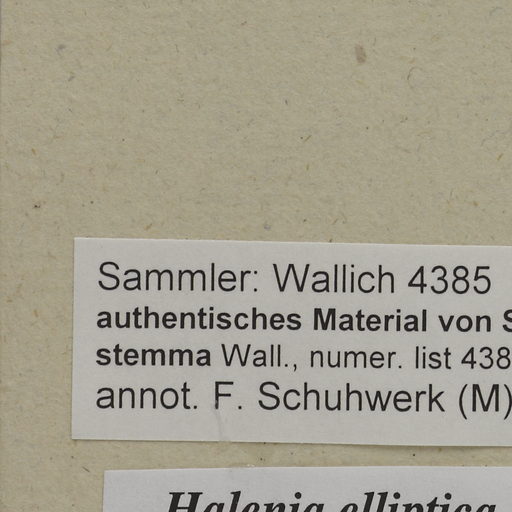 Sammler: Wallich 4385
authentisches Material von S
stemma Wall., numer. list 438
annot. F. Schuhwerk (M)
Halenia elliptica